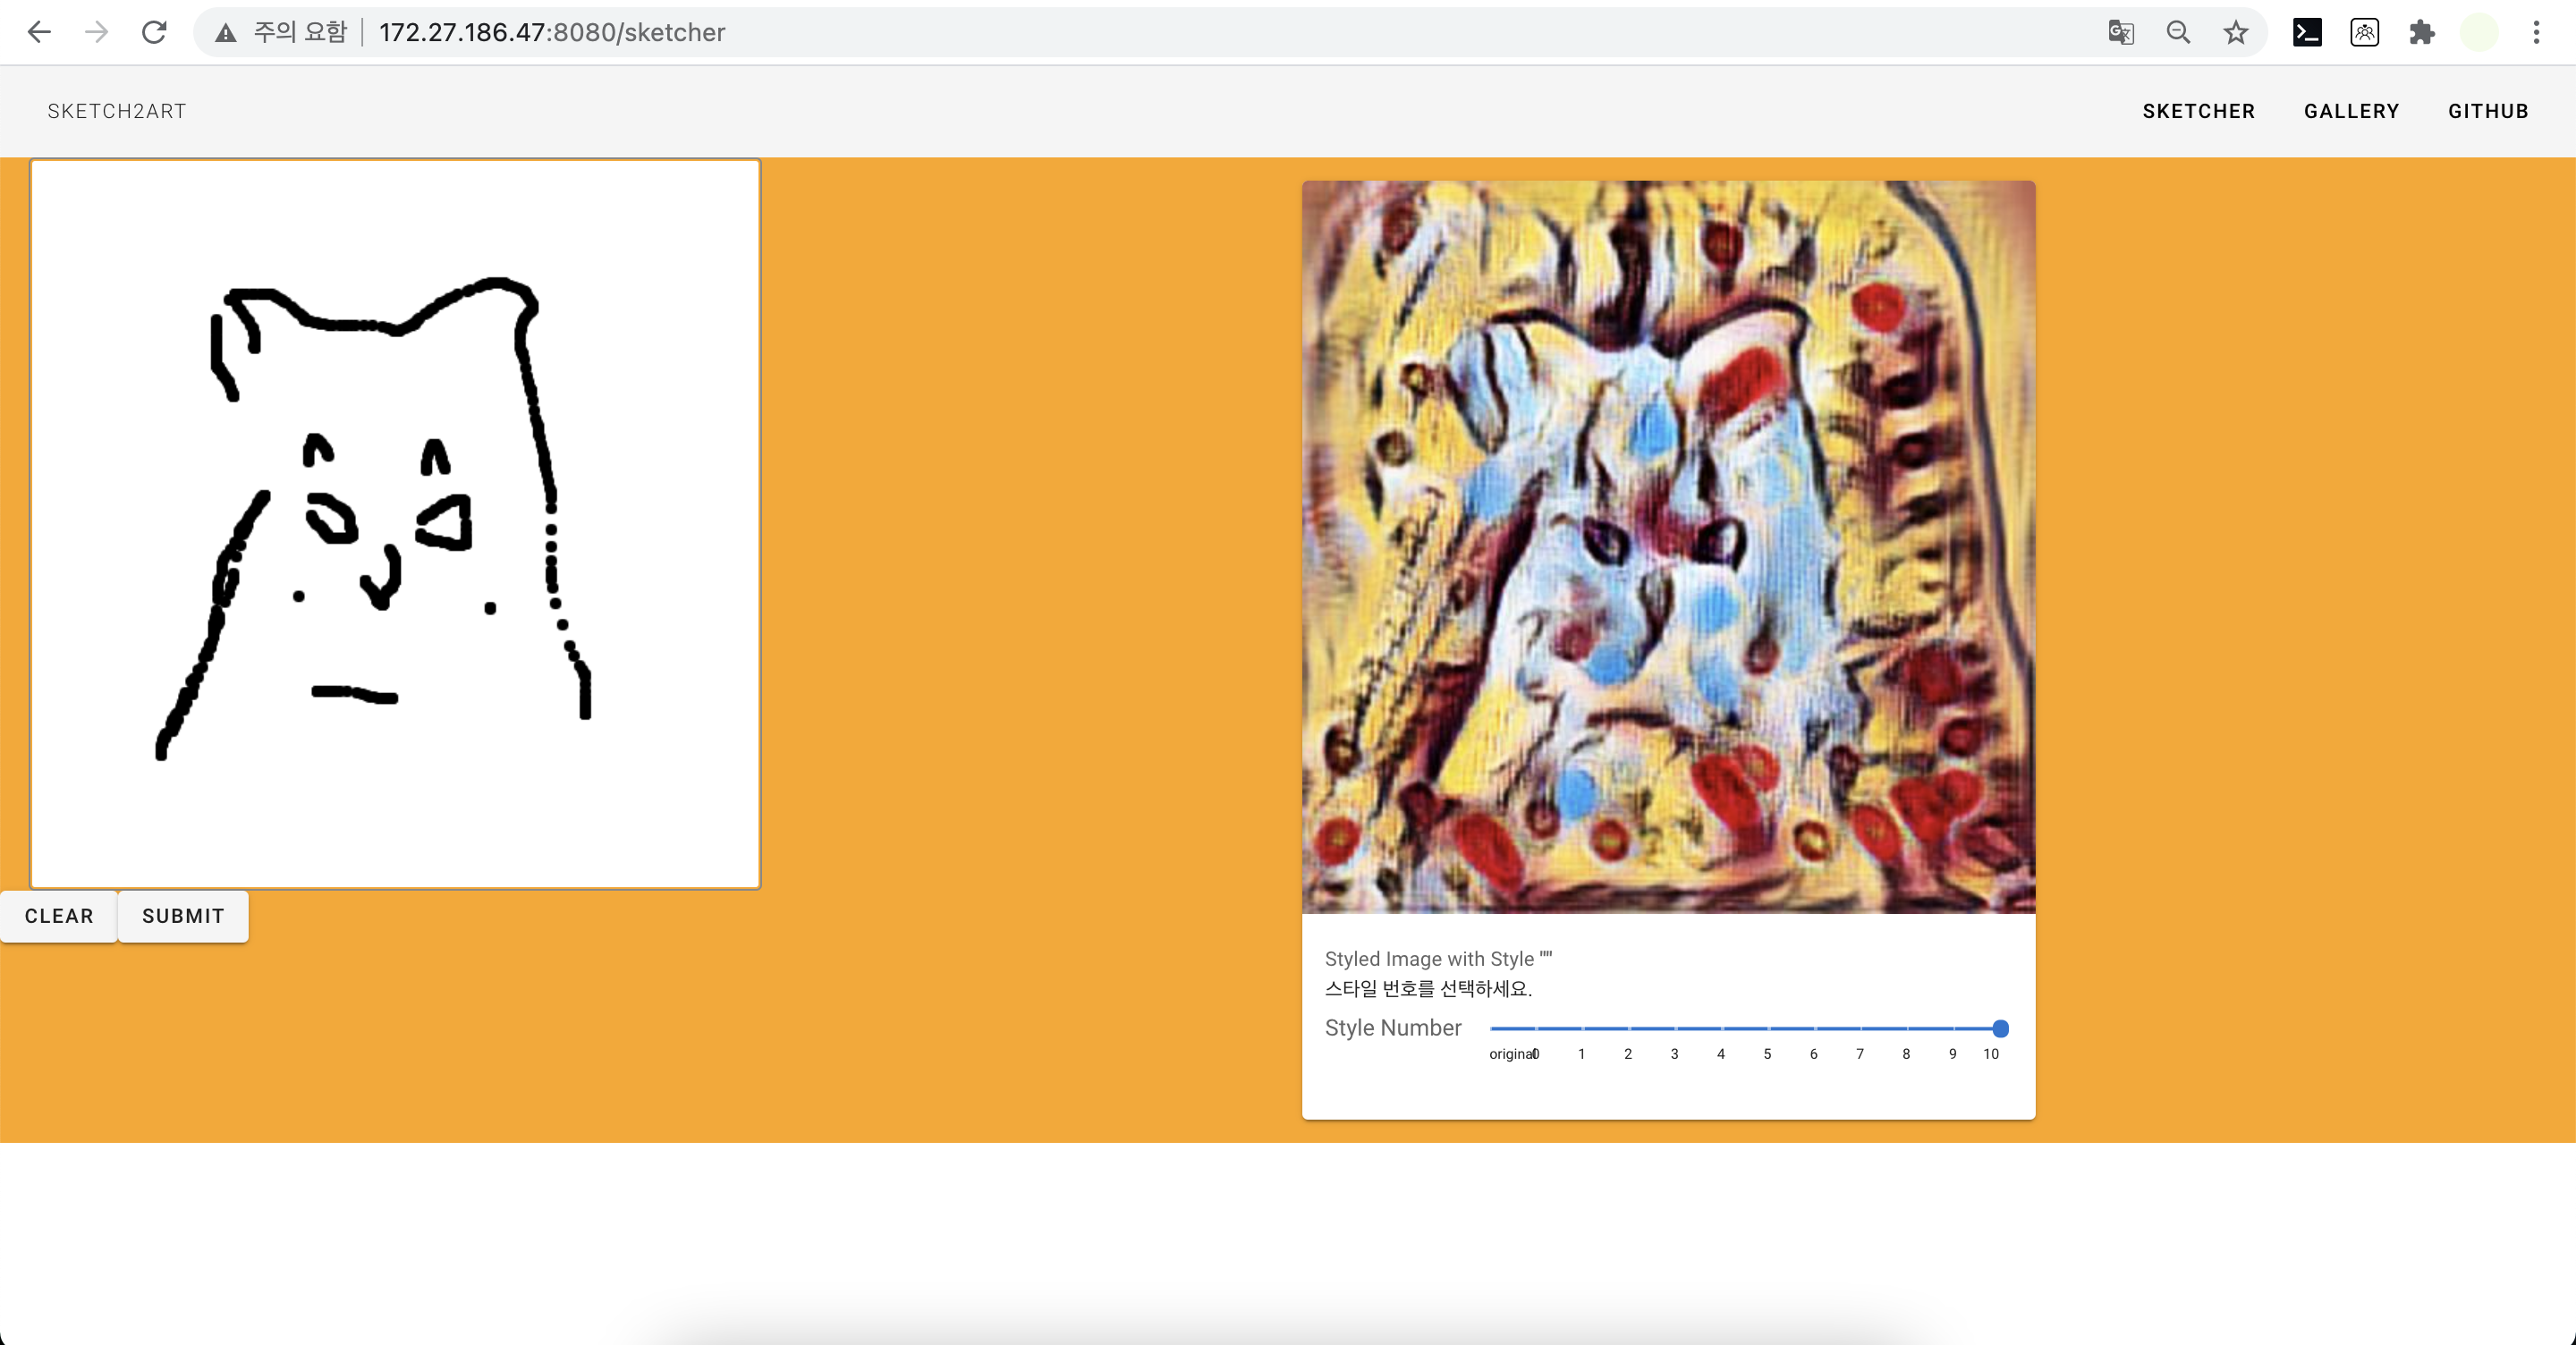 주의 요함 172.27.186.47:8080/sketcher
SKETCH2ART
SKETCHER GALLERY GITHUB
CLEAR SUBMIT
Styled Image with Style ""
스타일 번호를 선택하세요.
Style Number
original 0 1 2 3 4 5 6 7 8 9 10